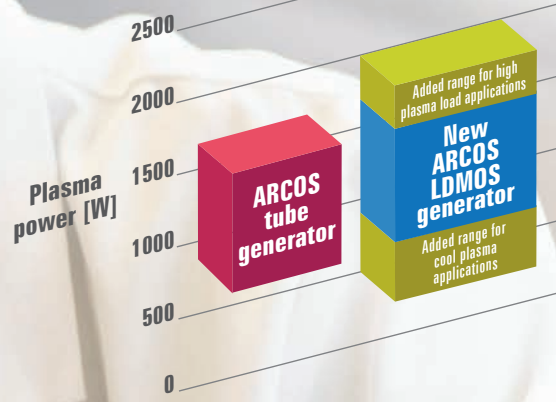 2500
2000
1500
1000
500
0
Plasma
power [W]
ARCOS
tube
generator
Added range for high
plasma load applications
New
ARCOS
LDMOS
generator
Added range for
cool plasma
applications